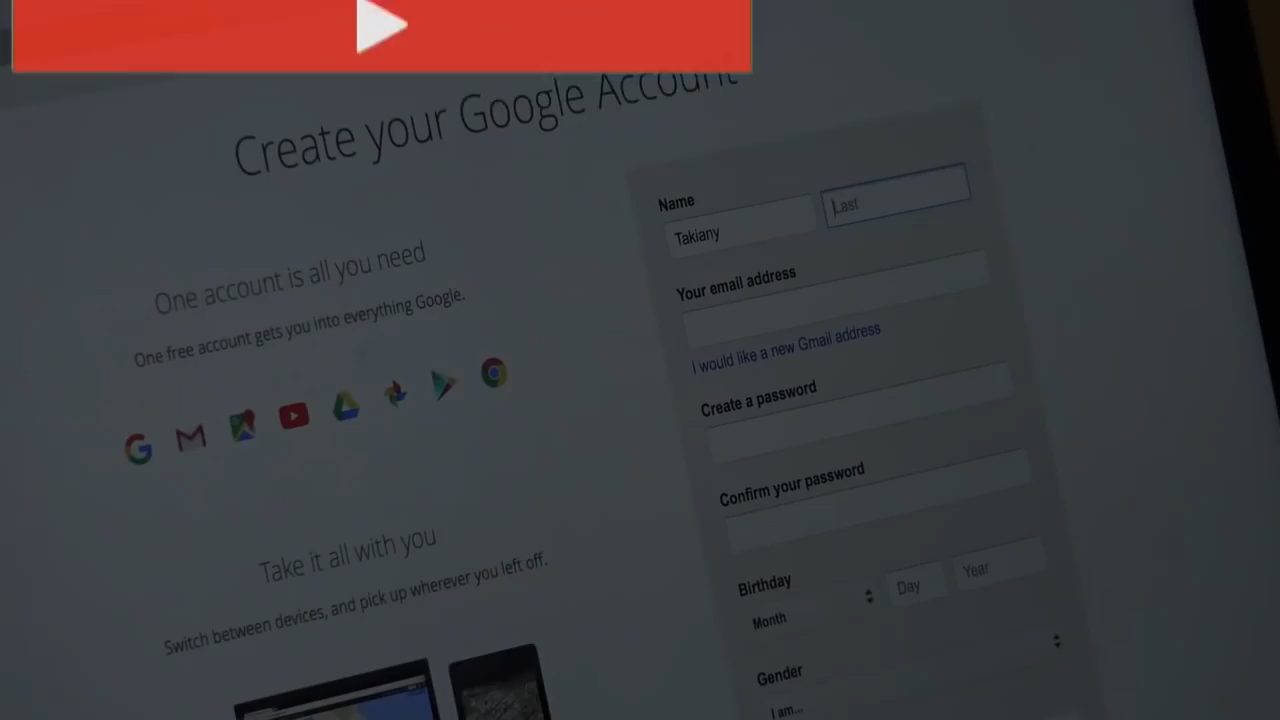 Create your Google Account
One account is all you need
One free account gets you into everything Google.
Take it all with you
Switch between devices, and pick up wherever you left off.
Name
Takiany
Last
Your email address
I would like a new Gmail address
Create a password
Confirm your password
Birthday
Month
Day
Year
Gender
I am...